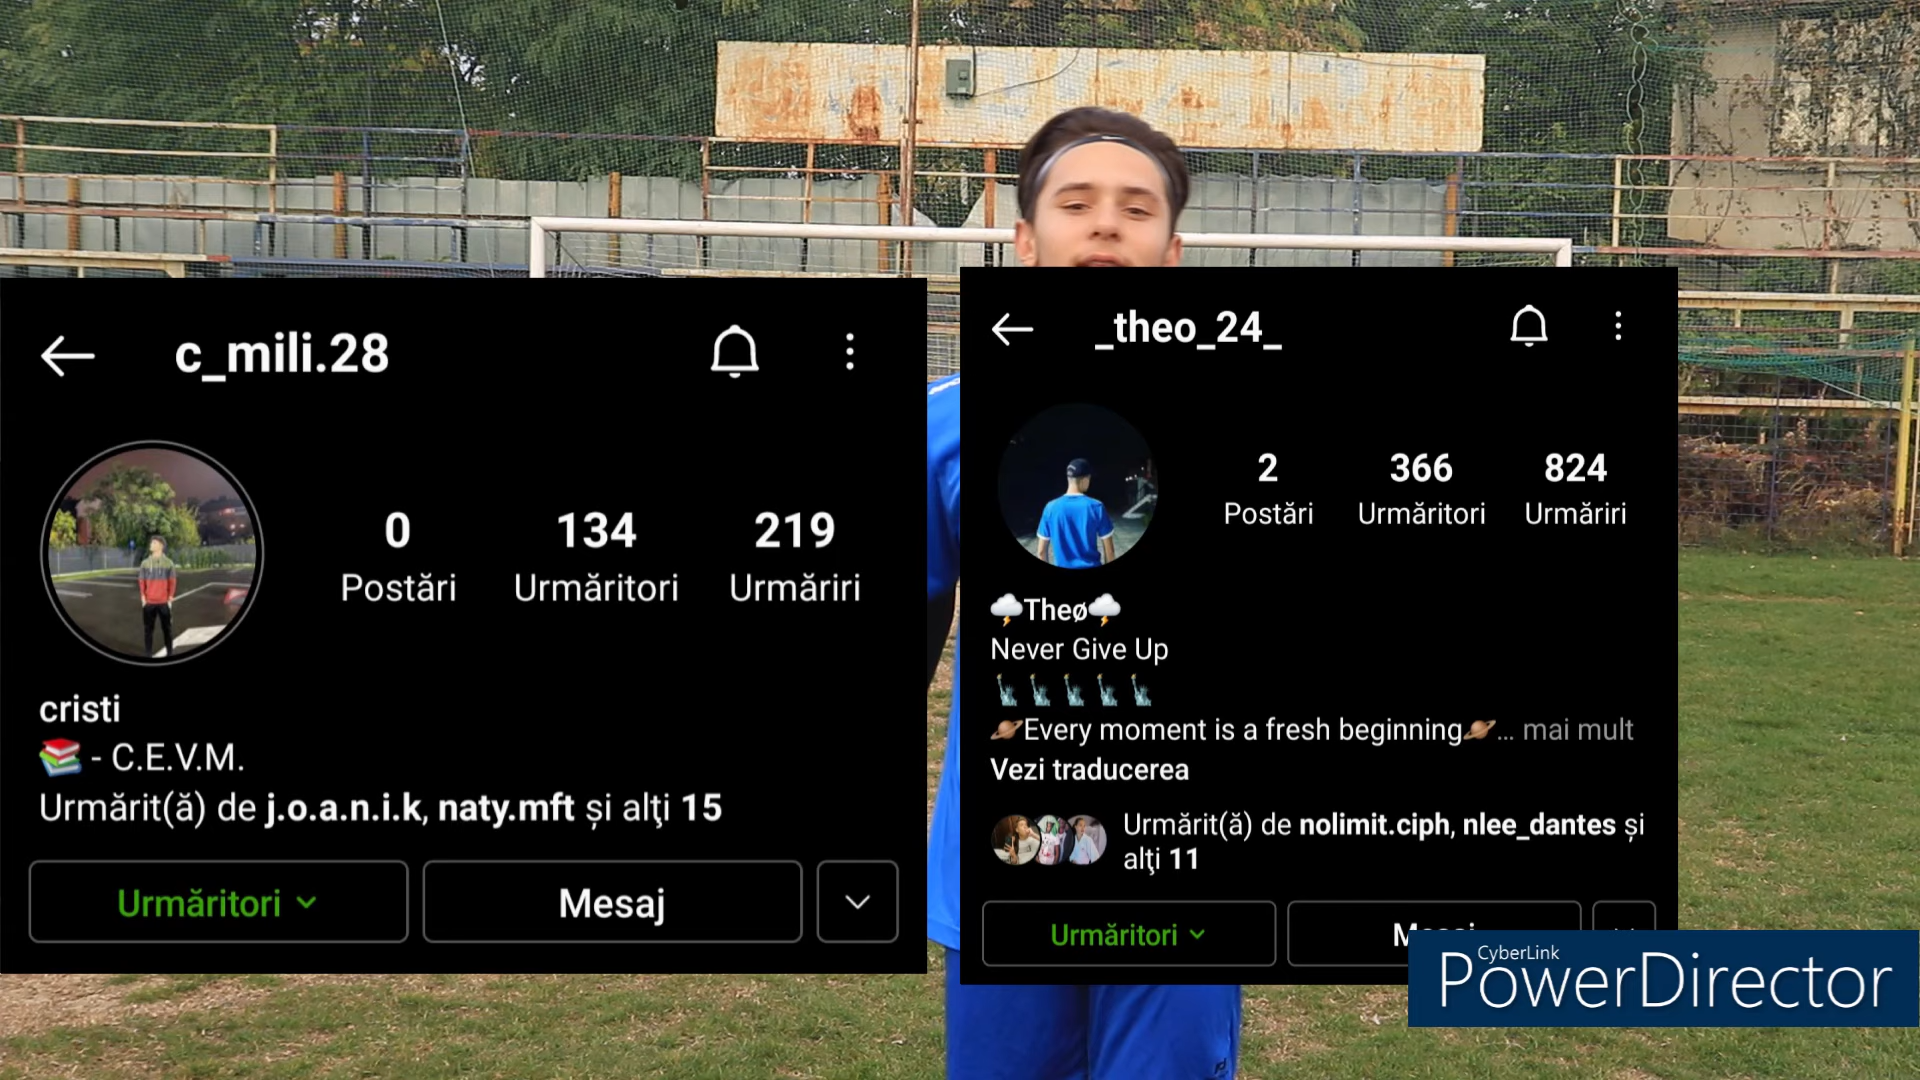 c_mili.28
0
134
219
Postări
Urmăritori
Urmăriri
cristi
📚 - C.E.V.M.
Urmărit(ă) de j.o.a.n.i.k, naty.mft și alți 15
Urmăritori
Mesaj
_theo_24_
2
366
824
Postări
Urmăritori
Urmăriri
🌩️Theø🌩️
Never Give Up
🗽🗽🗽🗽🗽
🪐Every moment is a fresh beginning🪐... mai mult
Vezi traducerea
Urmărit(ă) de nolimit.ciph, nlee_dantes și
alți 11
Urmăritori
CyberLink
PowerDirector